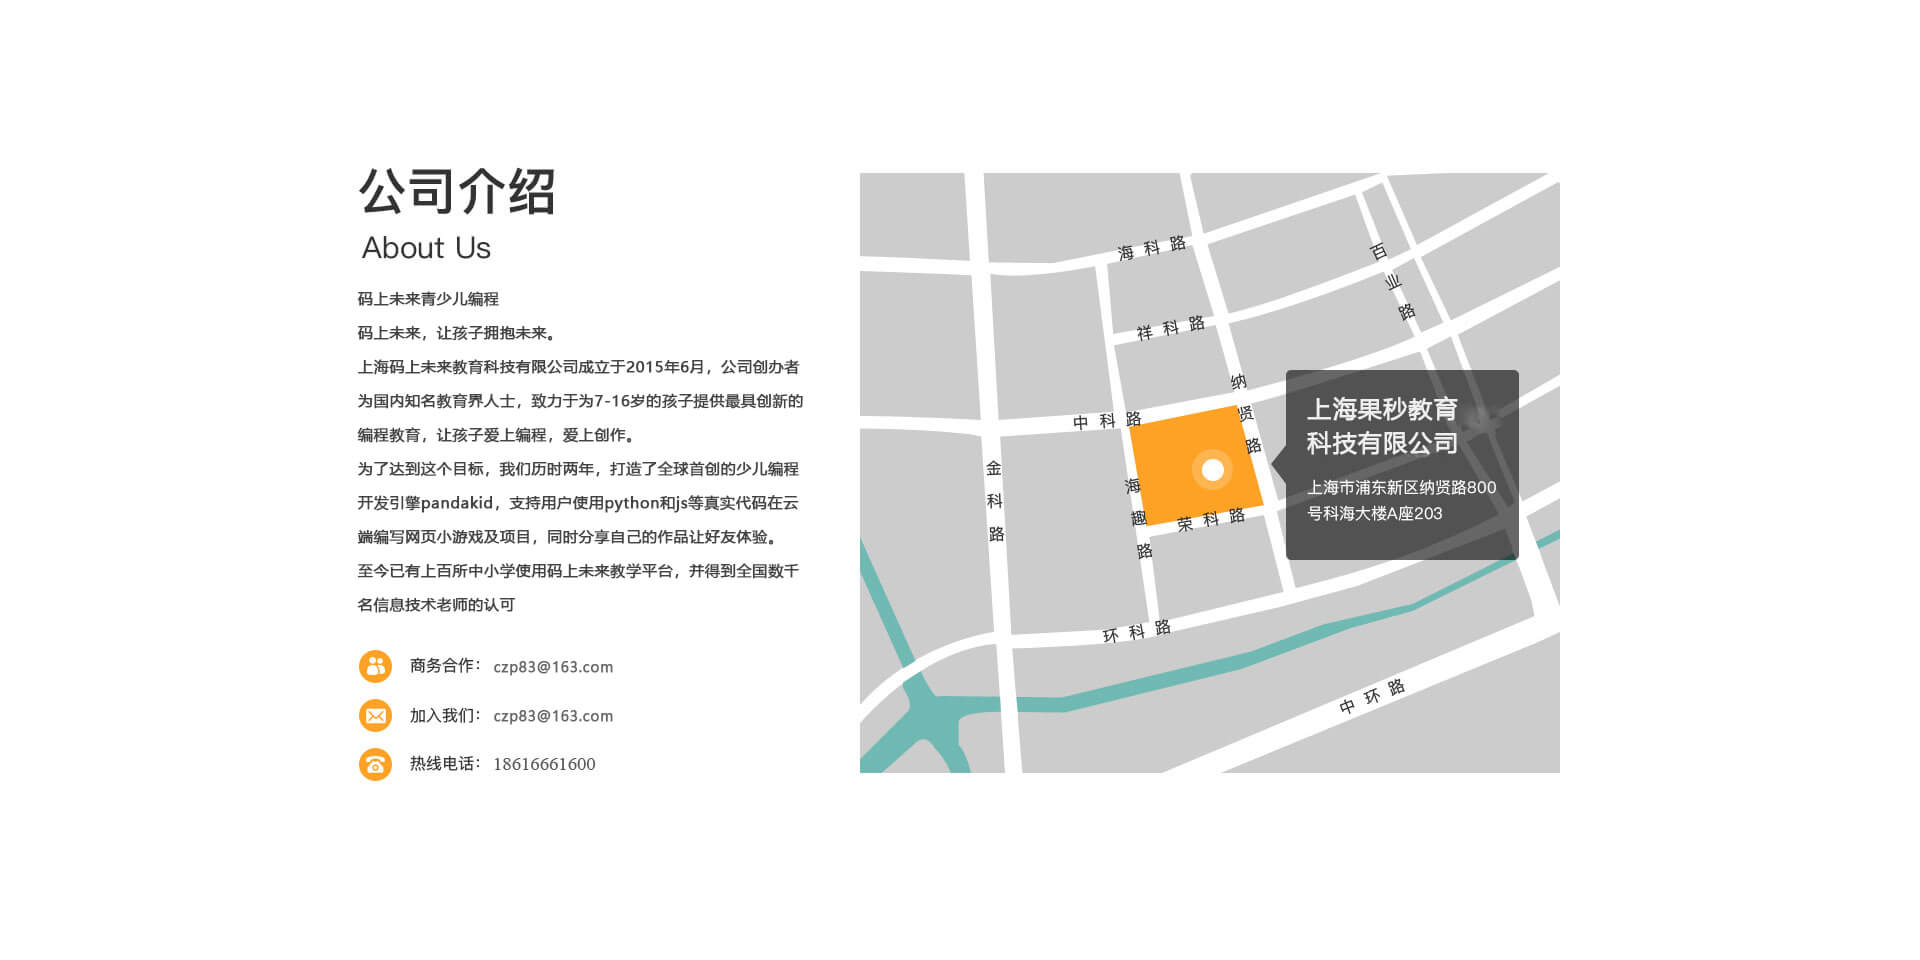 公司介绍
About Us
码上未来青少儿编程
码上未来，让孩子拥抱未来。
上海码上未来教育科技有限公司成立于2015年6月，公司创办者
为国内知名教育界人士，致力于为7-16岁的孩子提供最具创新的
编程教育，让孩子爱上编程，爱上创作。
为了达到这个目标，我们历时两年，打造了全球首创的少儿编程
开发引擎pandakid，支持用户使用python和js等真实代码在云
端编写网页小游戏及项目，同时分享自己的作品让好友体验。
至今已有上百所中小学使用码上未来教学平台，并得到全国数千
名信息技术老师的认可
商务合作： czp83@163.com
加入我们： czp83@163.com
热线电话： 18616661600
海科路
百业路
祥科路
纳贤路
中科路
金科路
海趣路
荣科路
环科路
中环路
上海果秒教育
科技有限公司
上海市浦东新区纳贤路800
号科海大楼A座203